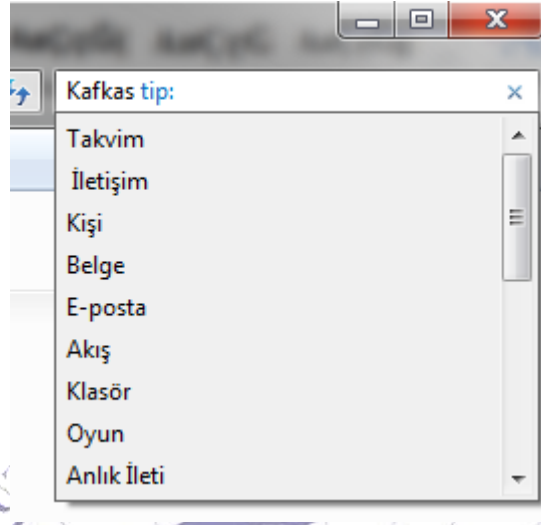 Kafkas tip:
Takvim
İletişim
Kişi
Belge
E-posta
Akış
Klasör
Oyun
Anlık İleti